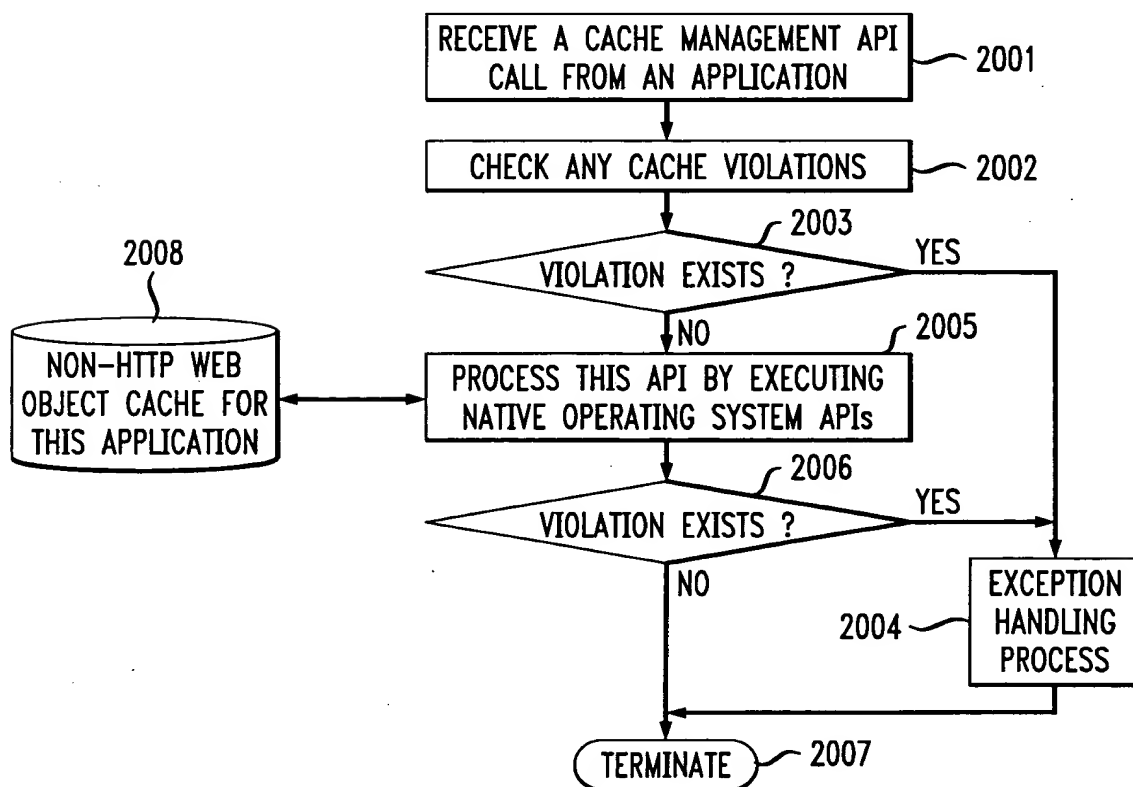 RECEIVE A CACHE MANAGEMENT API
CALL FROM AN APPLICATION
2001
CHECK ANY CACHE VIOLATIONS
2002
2003
VIOLATION EXISTS ?
YES
NO
2008
NON-HTTP WEB
OBJECT CACHE FOR
THIS APPLICATION
2005
PROCESS THIS API BY EXECUTING
NATIVE OPERATING SYSTEM APIs
2006
VIOLATION EXISTS ?
YES
NO
2004
EXCEPTION
HANDLING
PROCESS
TERMINATE
2007